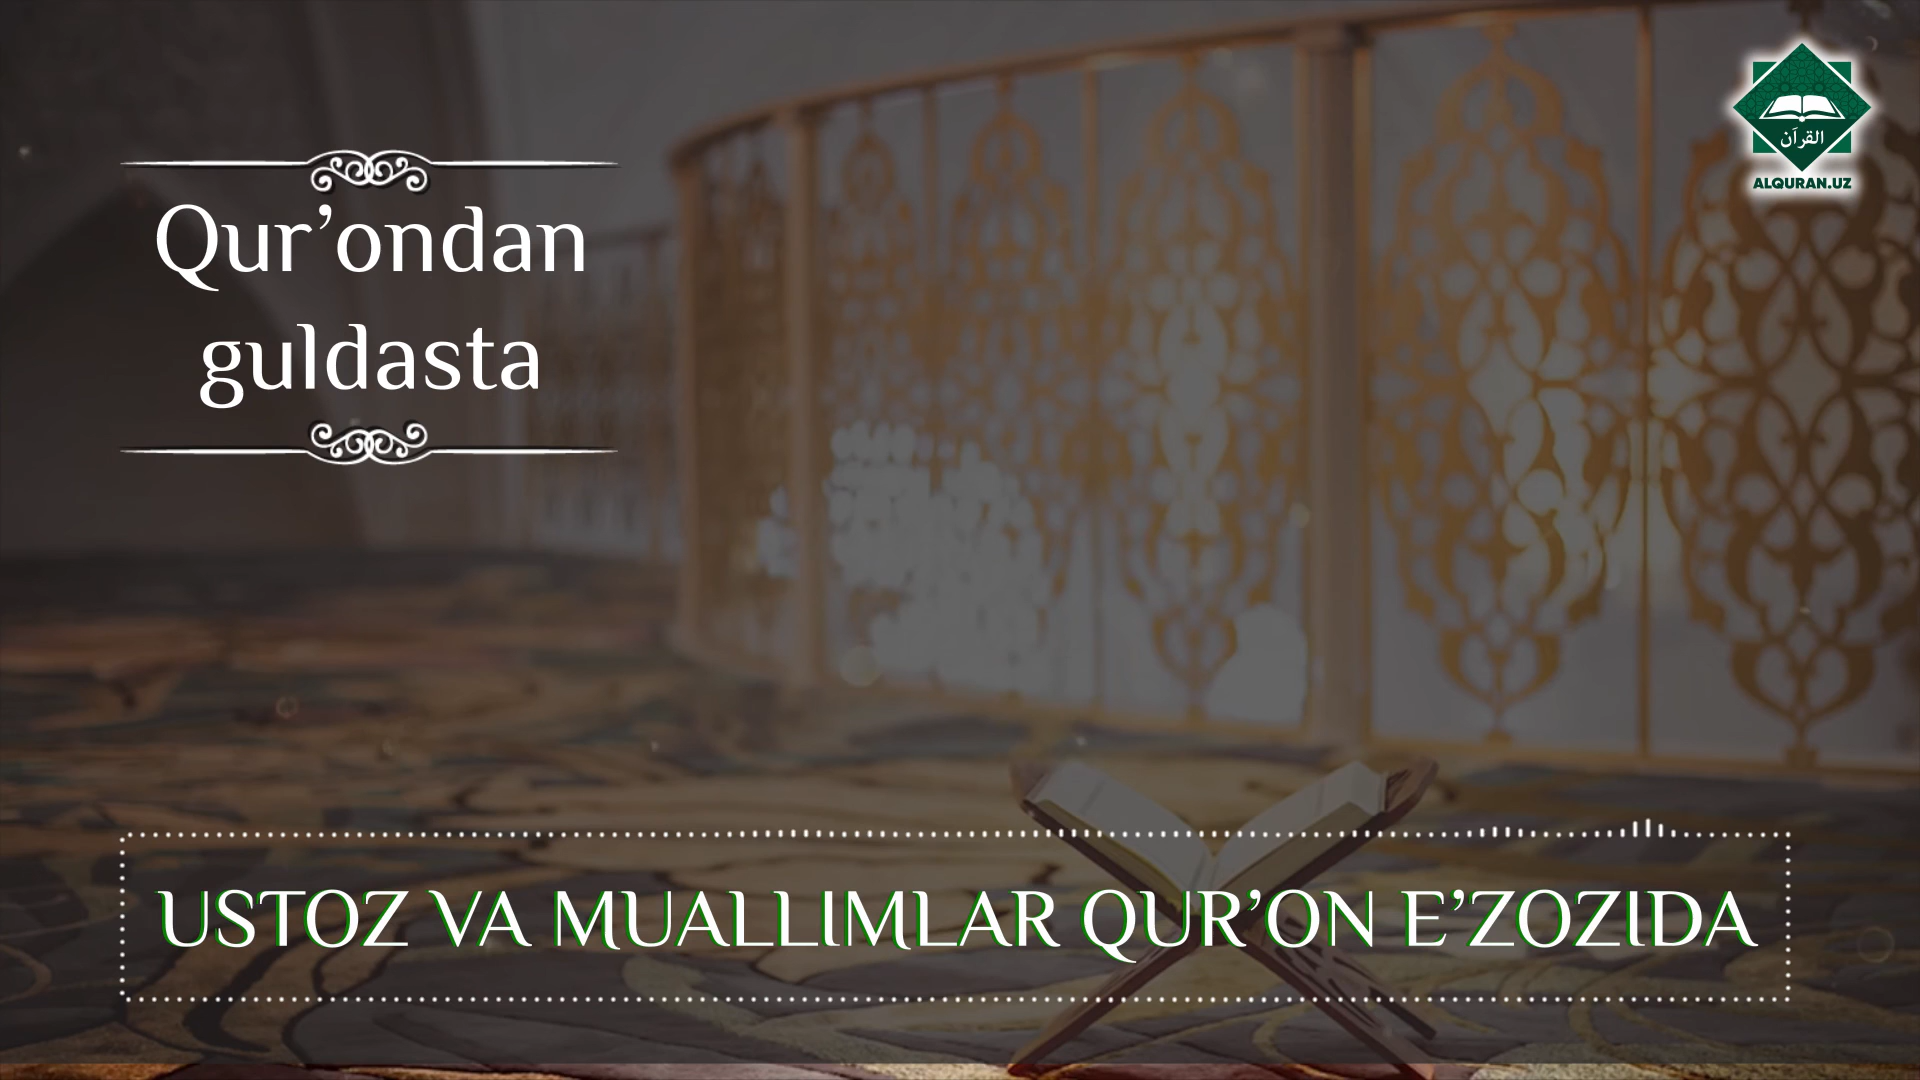 القرآن
ALQURAN.UZ
Qur’ondan
guldasta
USTOZ VA MUALLIMLAR QUR’ON E’ZOZIDA